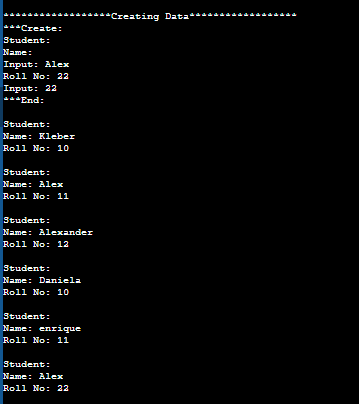 ******************Creating Data******************
***Create:
Student:
Name:
Input: Alex
Roll No: 22
Input: 22
***End:
Student:
Name: Kleber
Roll No: 10
Student:
Name: Alex
Roll No: 11
Student:
Name: Alexander
Roll No: 12
Student:
Name: Daniela
Roll No: 10
Student:
Name: enrique
Roll No: 11
Student:
Name: Alex
Roll No: 22